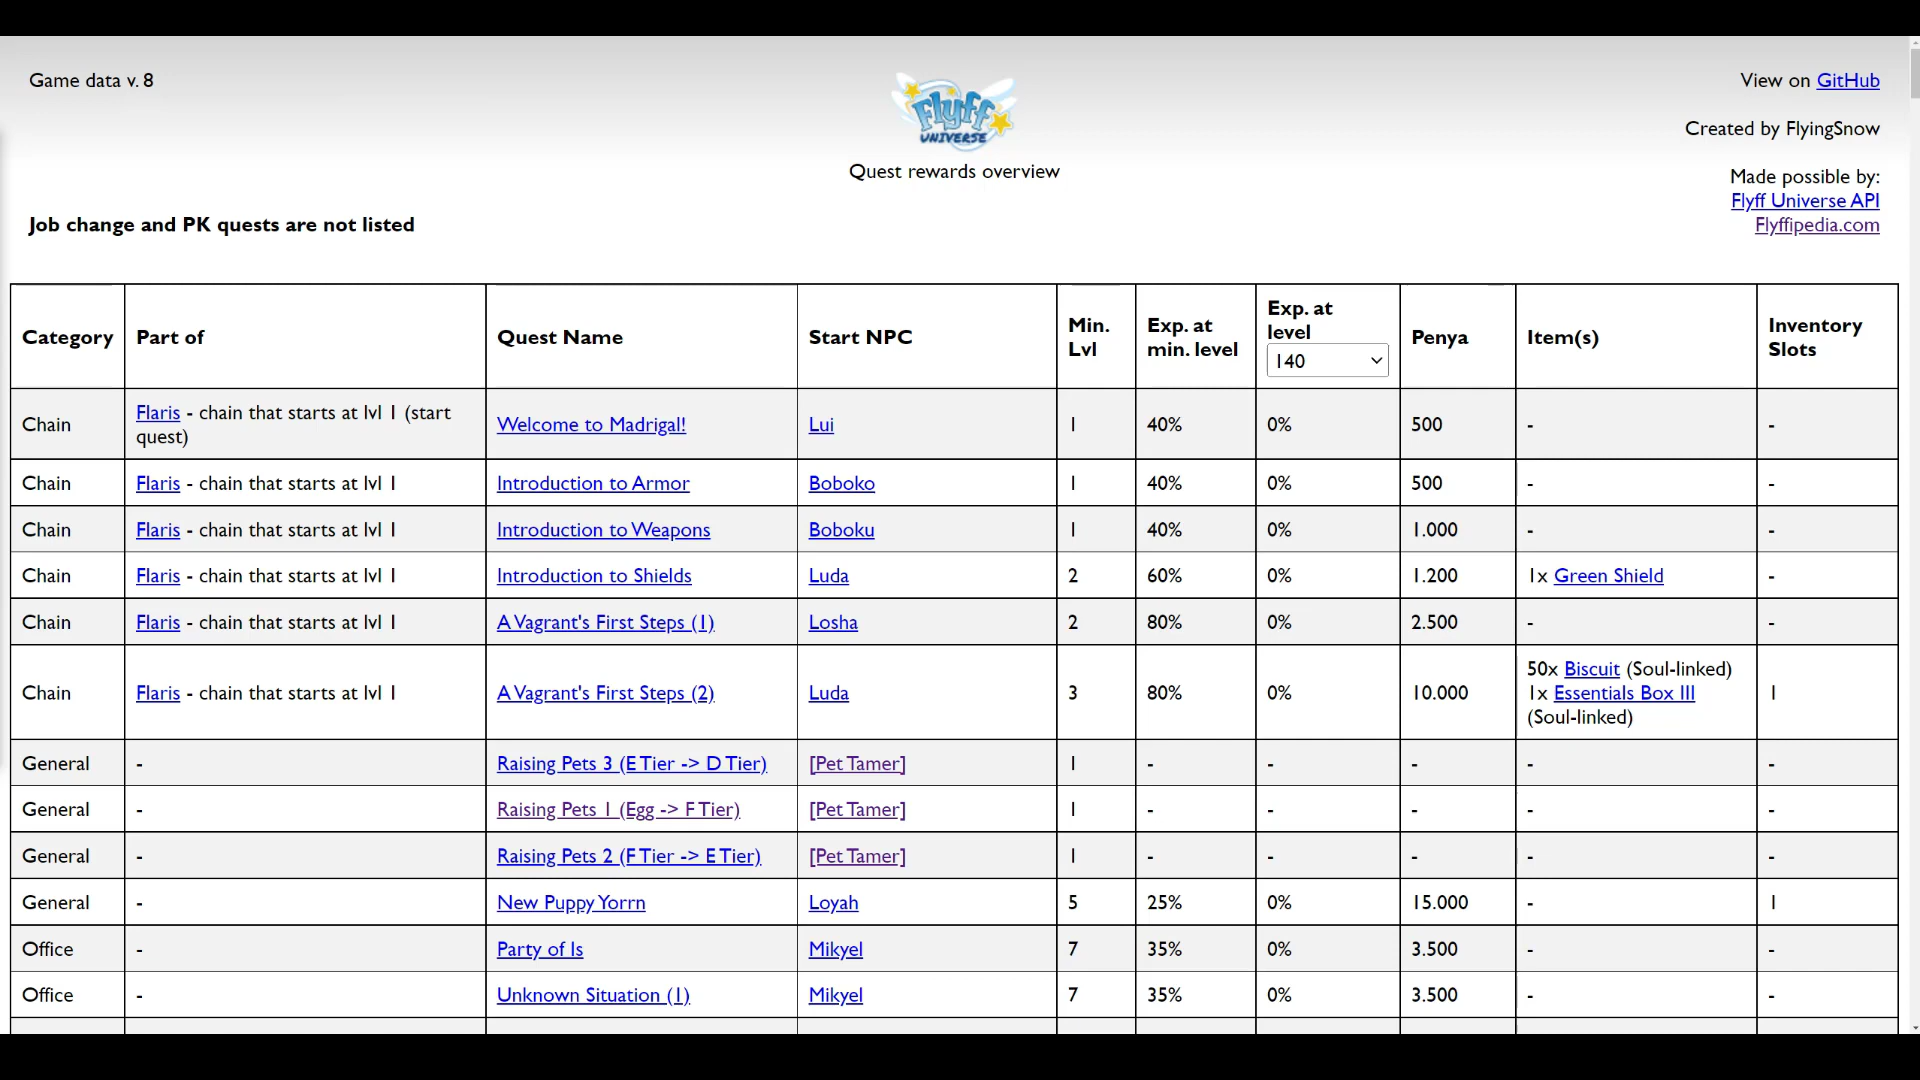 Game data v. 8
Flyff
UNIVERSE
Quest rewards overview
View on GitHub
Created by FlyingSnow
Made possible by:
Flyff Universe API
Flyffipedia.com
Job change and PK quests are not listed
Category Part of Quest Name Start NPC Min. Lvl Exp. at min. level Exp. at level 140 Penya Item(s) Inventory Slots
Chain Flaris - chain that starts at lvl 1 (start quest) Welcome to Madrigal! Lui 1 40% 0% 500 - -
Chain Flaris - chain that starts at lvl 1 Introduction to Armor Boboko 1 40% 0% 500 - -
Chain Flaris - chain that starts at lvl 1 Introduction to Weapons Boboku 1 40% 0% 1.000 - -
Chain Flaris - chain that starts at lvl 1 Introduction to Shields Luda 2 60% 0% 1.200 1x Green Shield -
Chain Flaris - chain that starts at lvl 1 A Vagrant's First Steps (1) Losha 2 80% 0% 2.500 - -
Chain Flaris - chain that starts at lvl 1 A Vagrant's First Steps (2) Luda 3 80% 0% 10.000 50x Biscuit (Soul-linked) 1x Essentials Box III (Soul-linked) 1
General - Raising Pets 3 (E Tier -> D Tier) [Pet Tamer] 1 - - - - -
General - Raising Pets 1 (Egg -> F Tier) [Pet Tamer] 1 - - - - -
General - Raising Pets 2 (F Tier -> E Tier) [Pet Tamer] 1 - - - - -
General - New Puppy Yorrn Loyah 5 25% 0% 15.000 - 1
Office - Party of Is Mikyel 7 35% 0% 3.500 - -
Office - Unknown Situation (1) Mikyel 7 35% 0% 3.500 - -